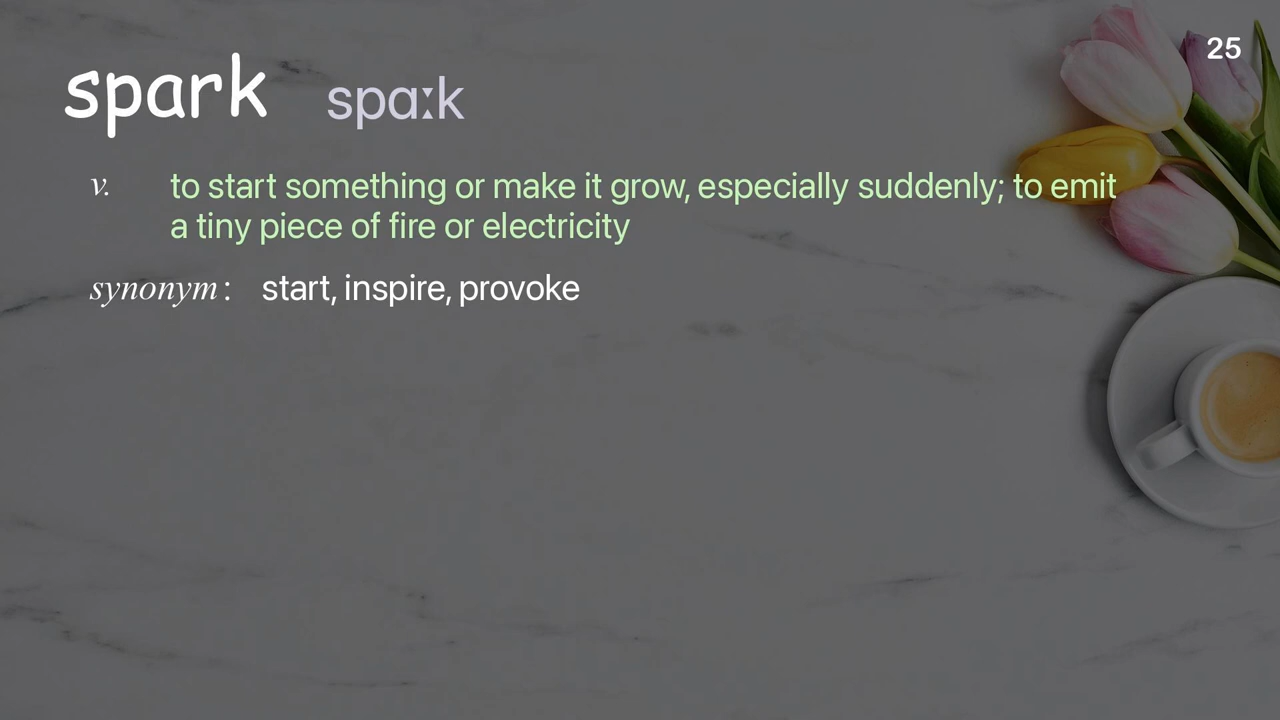 25
spark spɑːk
v. to start something or make it grow, especially suddenly; to emit
a tiny piece of fire or electricity
synonym : start, inspire, provoke